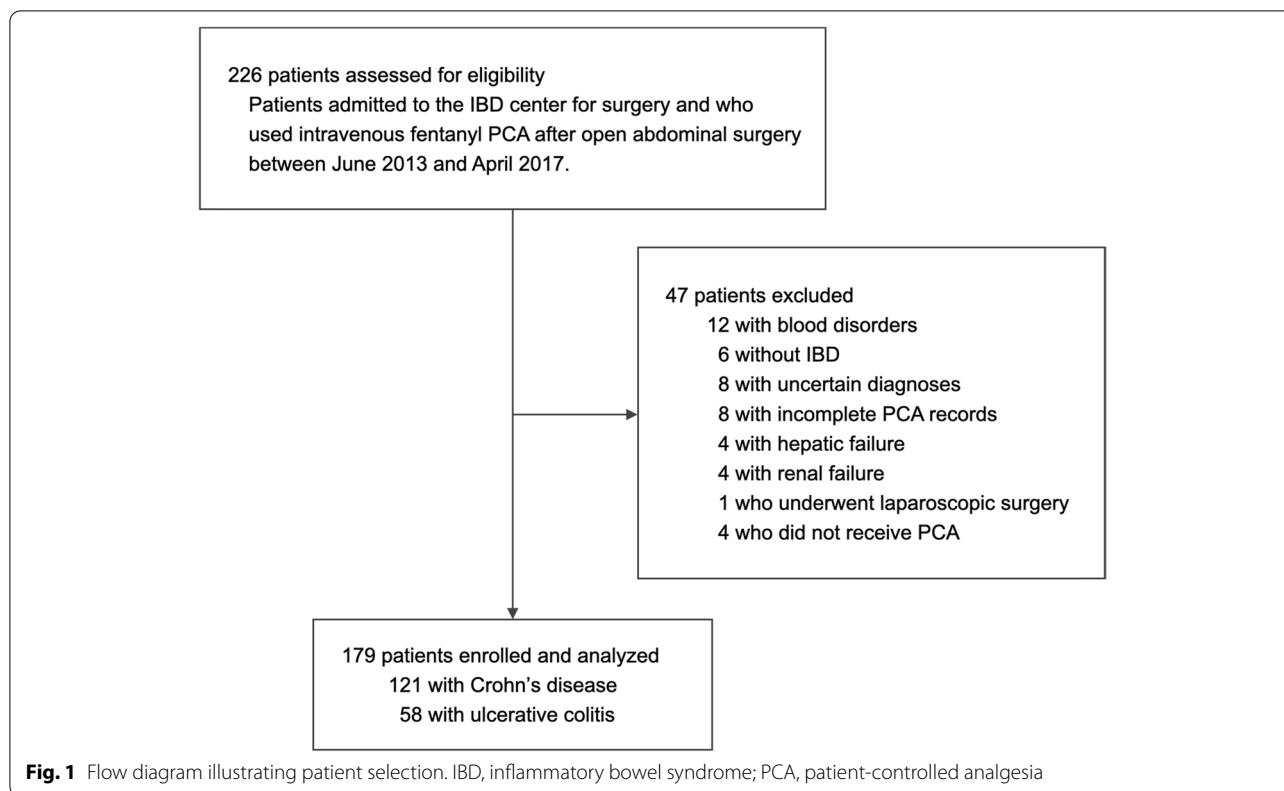 226 patients assessed for eligibility
Patients admitted to the IBD center for surgery and who
used intravenous fentanyl PCA after open abdominal surgery
between June 2013 and April 2017.
47 patients excluded
12 with blood disorders
6 without IBD
8 with uncertain diagnoses
8 with incomplete PCA records
4 with hepatic failure
4 with renal failure
1 who underwent laparoscopic surgery
4 who did not receive PCA
179 patients enrolled and analyzed
121 with Crohn’s disease
58 with ulcerative colitis
Fig. 1 Flow diagram illustrating patient selection. IBD, inflammatory bowel syndrome; PCA, patient-controlled analgesia